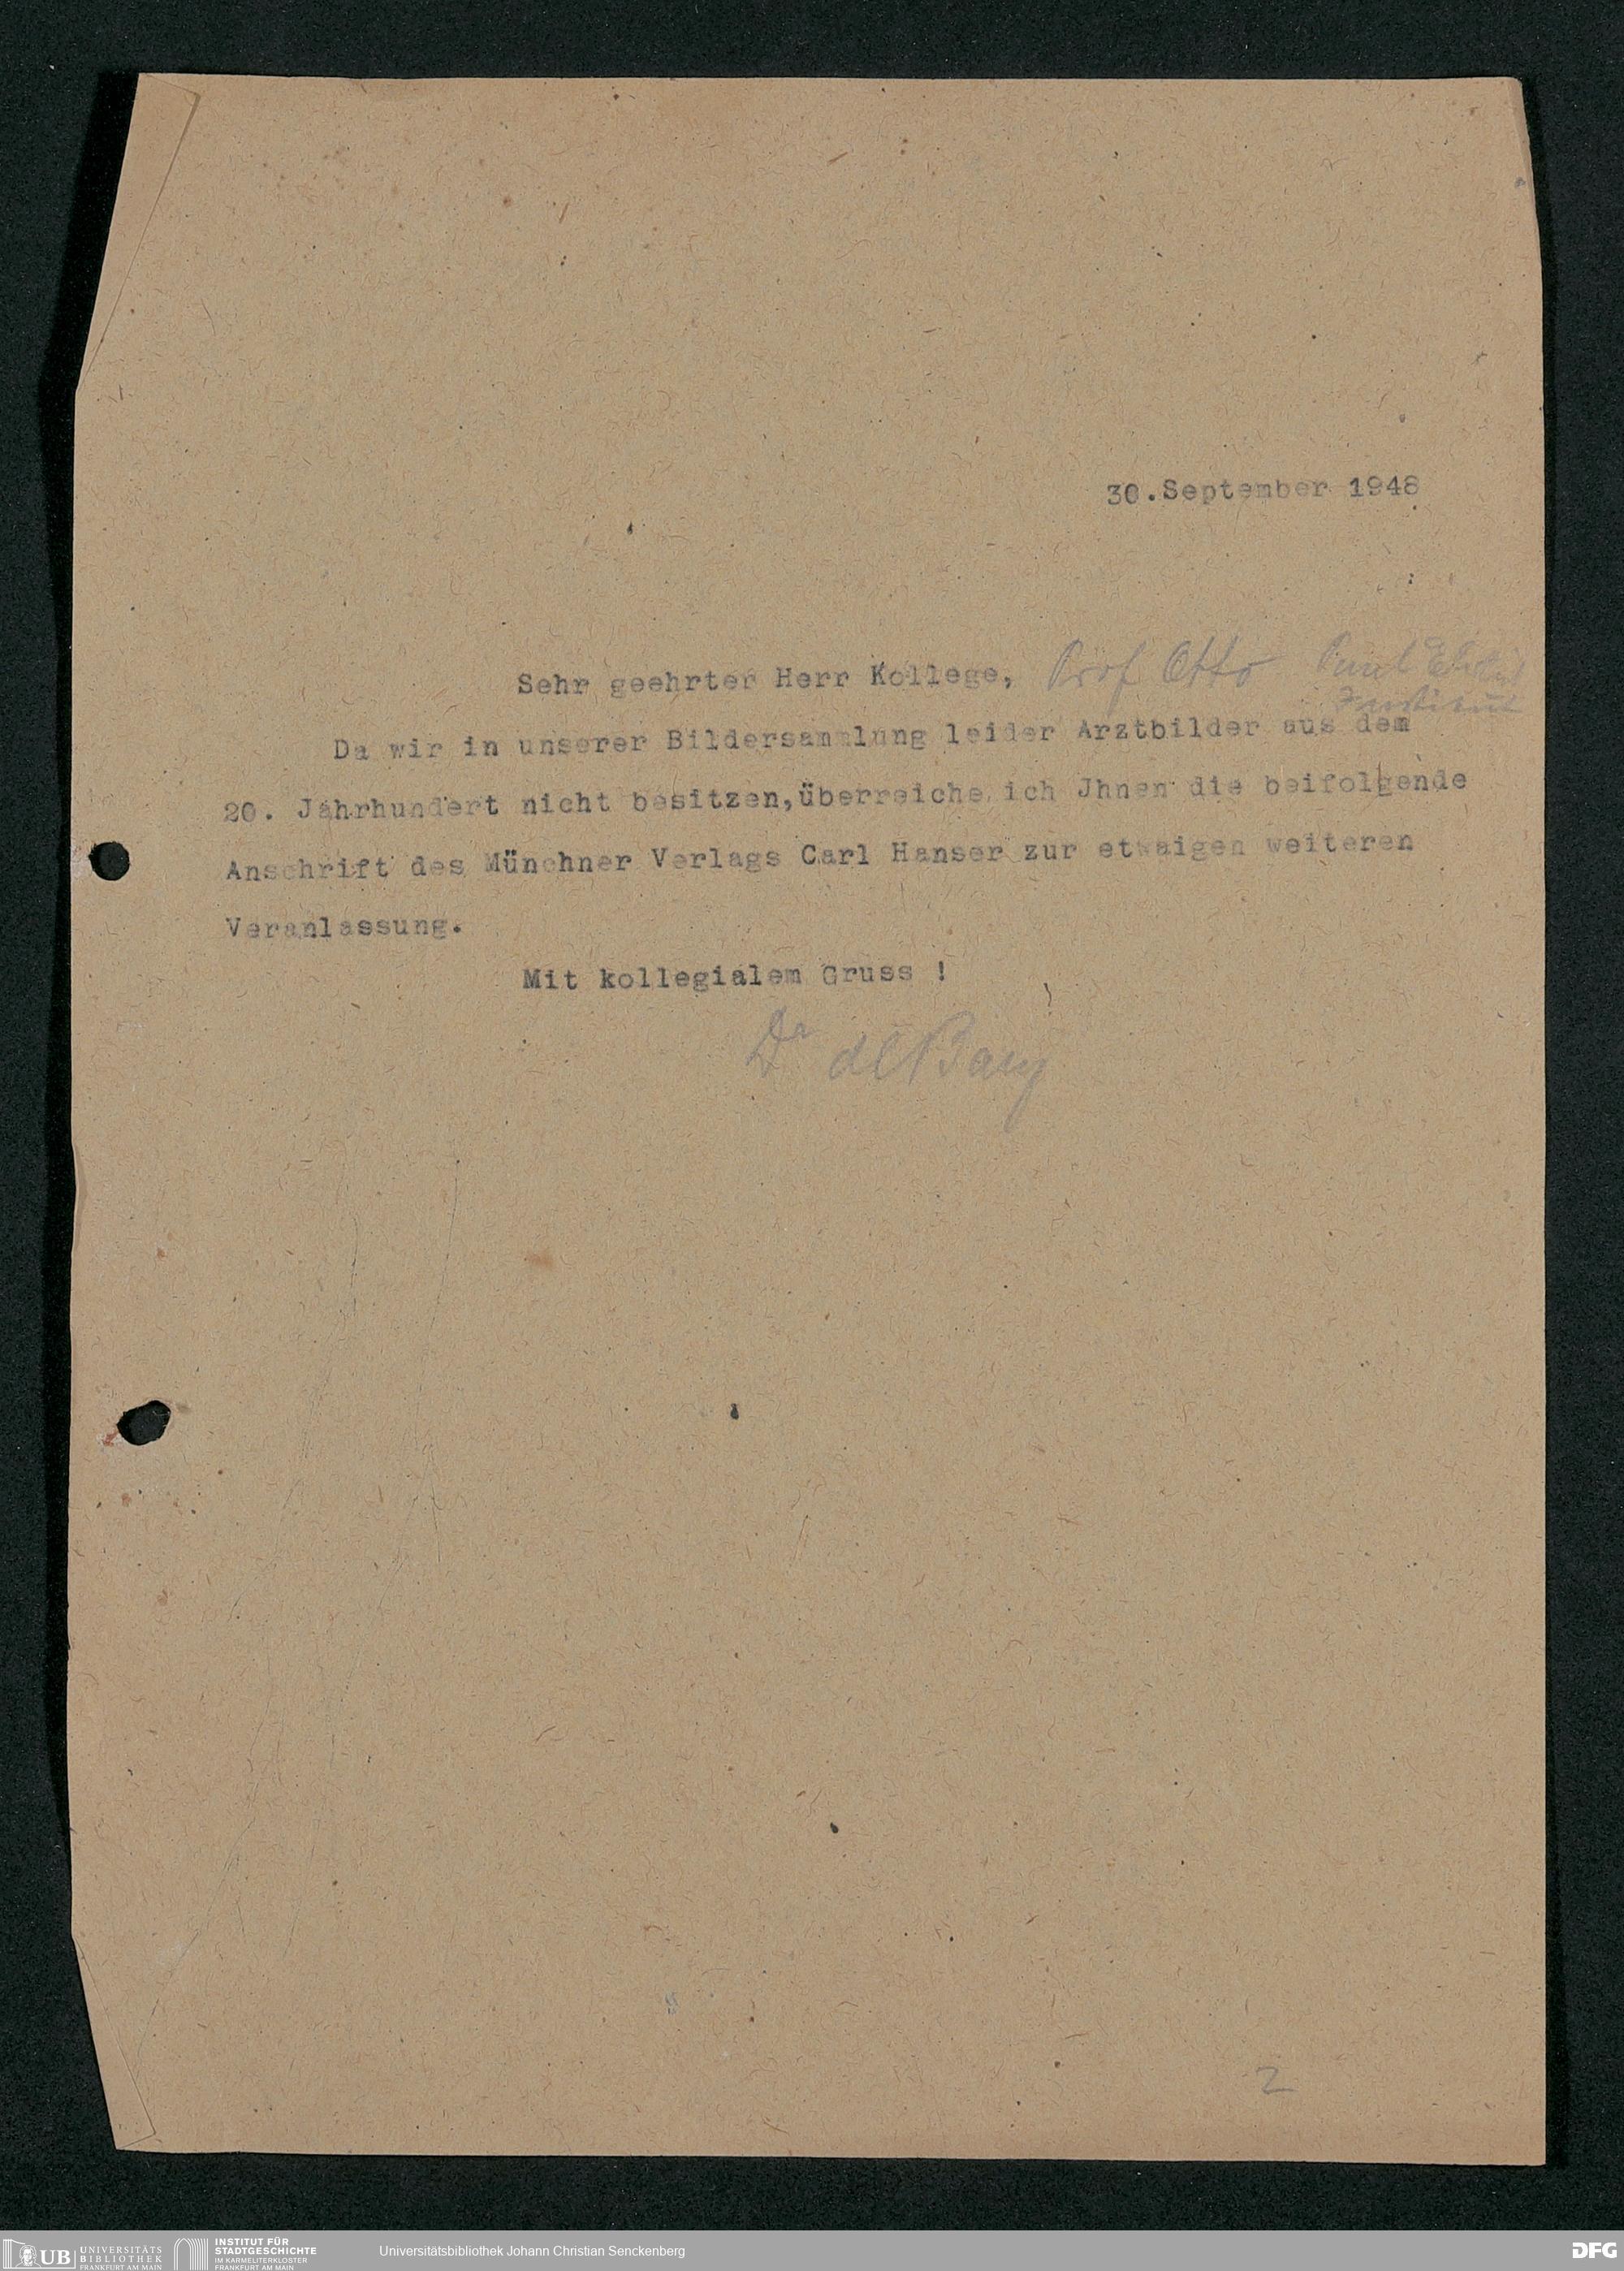 30.September 1948
Sehr geehrter Herr Kollege, Prof Otto Paul Ehrlich
Institut
Da wir in unserer Bildersammlung leider Arztbilder aus dem
20. Jahrhundert nicht besitzen,überreiche ich Jhnen die beifolgende
Anschrift des Münchner Verlags Carl Hanser zur etwaigen weiteren
Veranlassung.
Mit kollegialem Gruss !
Dr de Bary
2
UB UNIVERSITÄTS
BIBLIOTHEK
FRANKFURT AM MAIN
INSTITUT FÜR
STADTGESCHICHTE
IM KARMELITERKLOSTER
FRANKFURT AM MAIN
Universitätsbibliothek Johann Christian Senckenberg
DFG